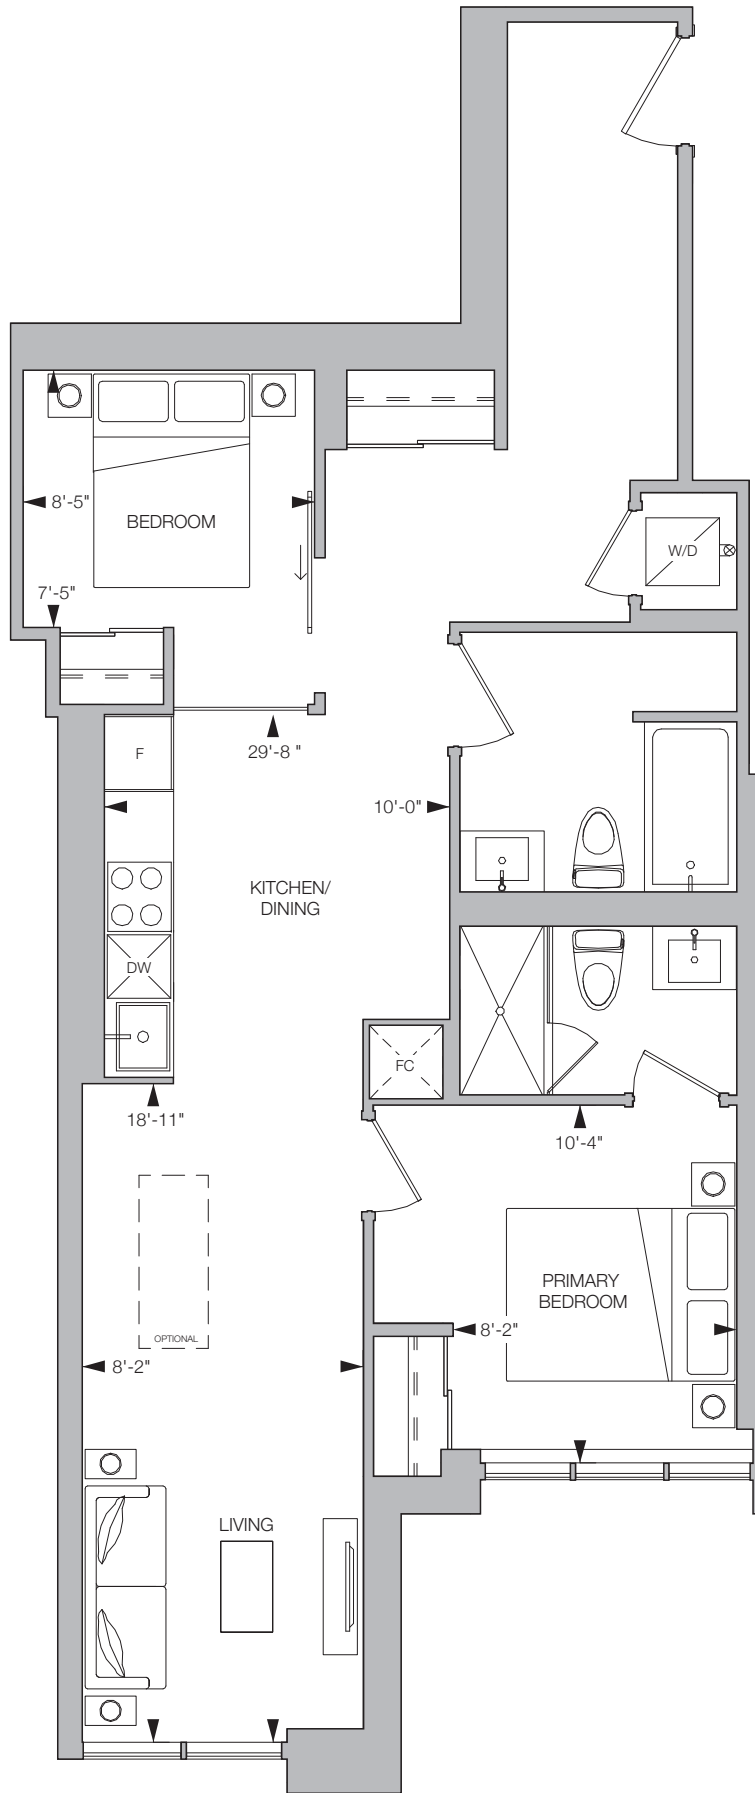 8'-5"
BEDROOM
W/D
7'-5"
F
29'-8 "
10'-0"
KITCHEN/
DINING
DW
FC
18'-11"
10'-4"
PRIMARY
BEDROOM
OPTIONAL
8'-2"
8'-2"
LIVING